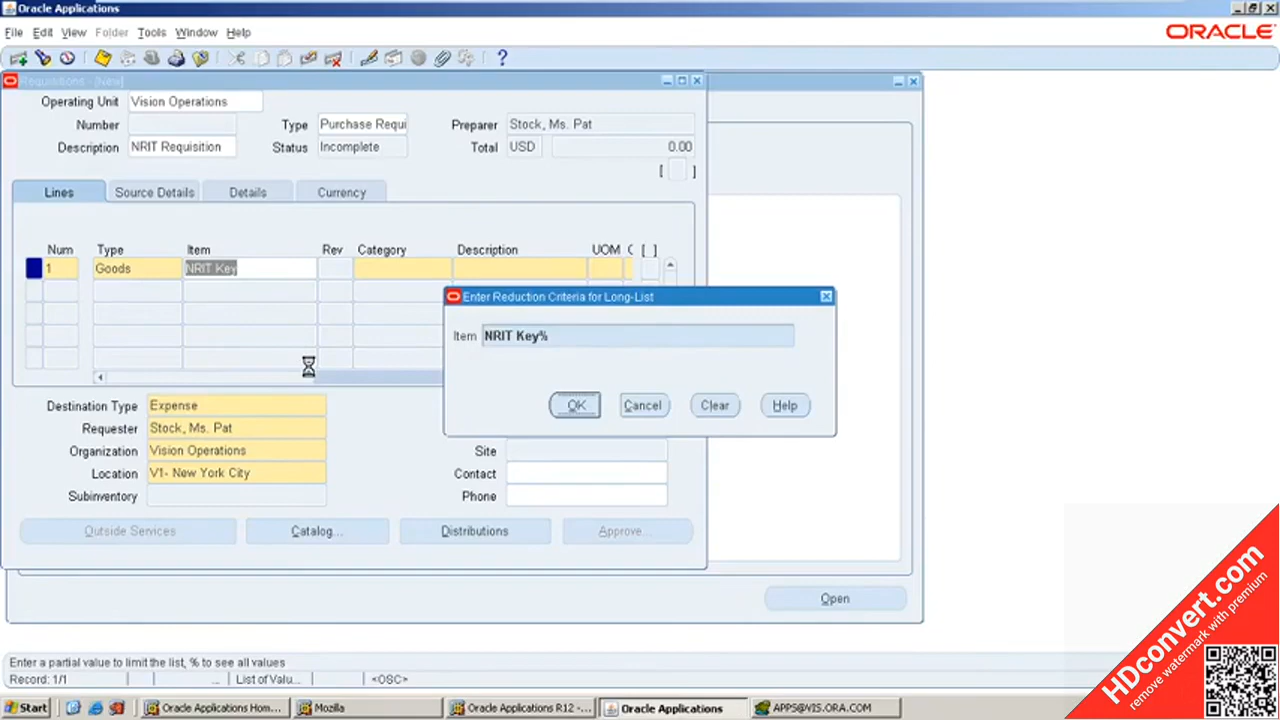 Oracle Applications
File Edit View Folder Tools Window Help
ORACLE
Requisitions - [New]
Operating Unit Vision Operations
Number Type Purchase Requi Preparer Stock, Ms. Pat
Description NRIT Requisition Status Incomplete Total USD 0.00
[ ]
Lines Source Details Details Currency
Num Type Item Rev Category Description UOM [ ]
1 Goods NRIT Key
Enter Reduction Criteria for Long-List
Item NRIT Key%
OK Cancel Clear Help
Destination Type Expense
Requester Stock, Ms. Pat
Organization Vision Operations
Site
Location V1- New York City
Contact
Subinventory
Phone
Outside Services Catalog... Distributions Approve...
Open
Enter a partial value to limit the list, % to see all values
Record: 1/1 ... List of Valu... <OSC>
Start Oracle Applications Hom... Mozilla Oracle Applications R12 -... Oracle Applications APPS@VIS.ORA.COM
HDconvert.com
remove watermark with premium